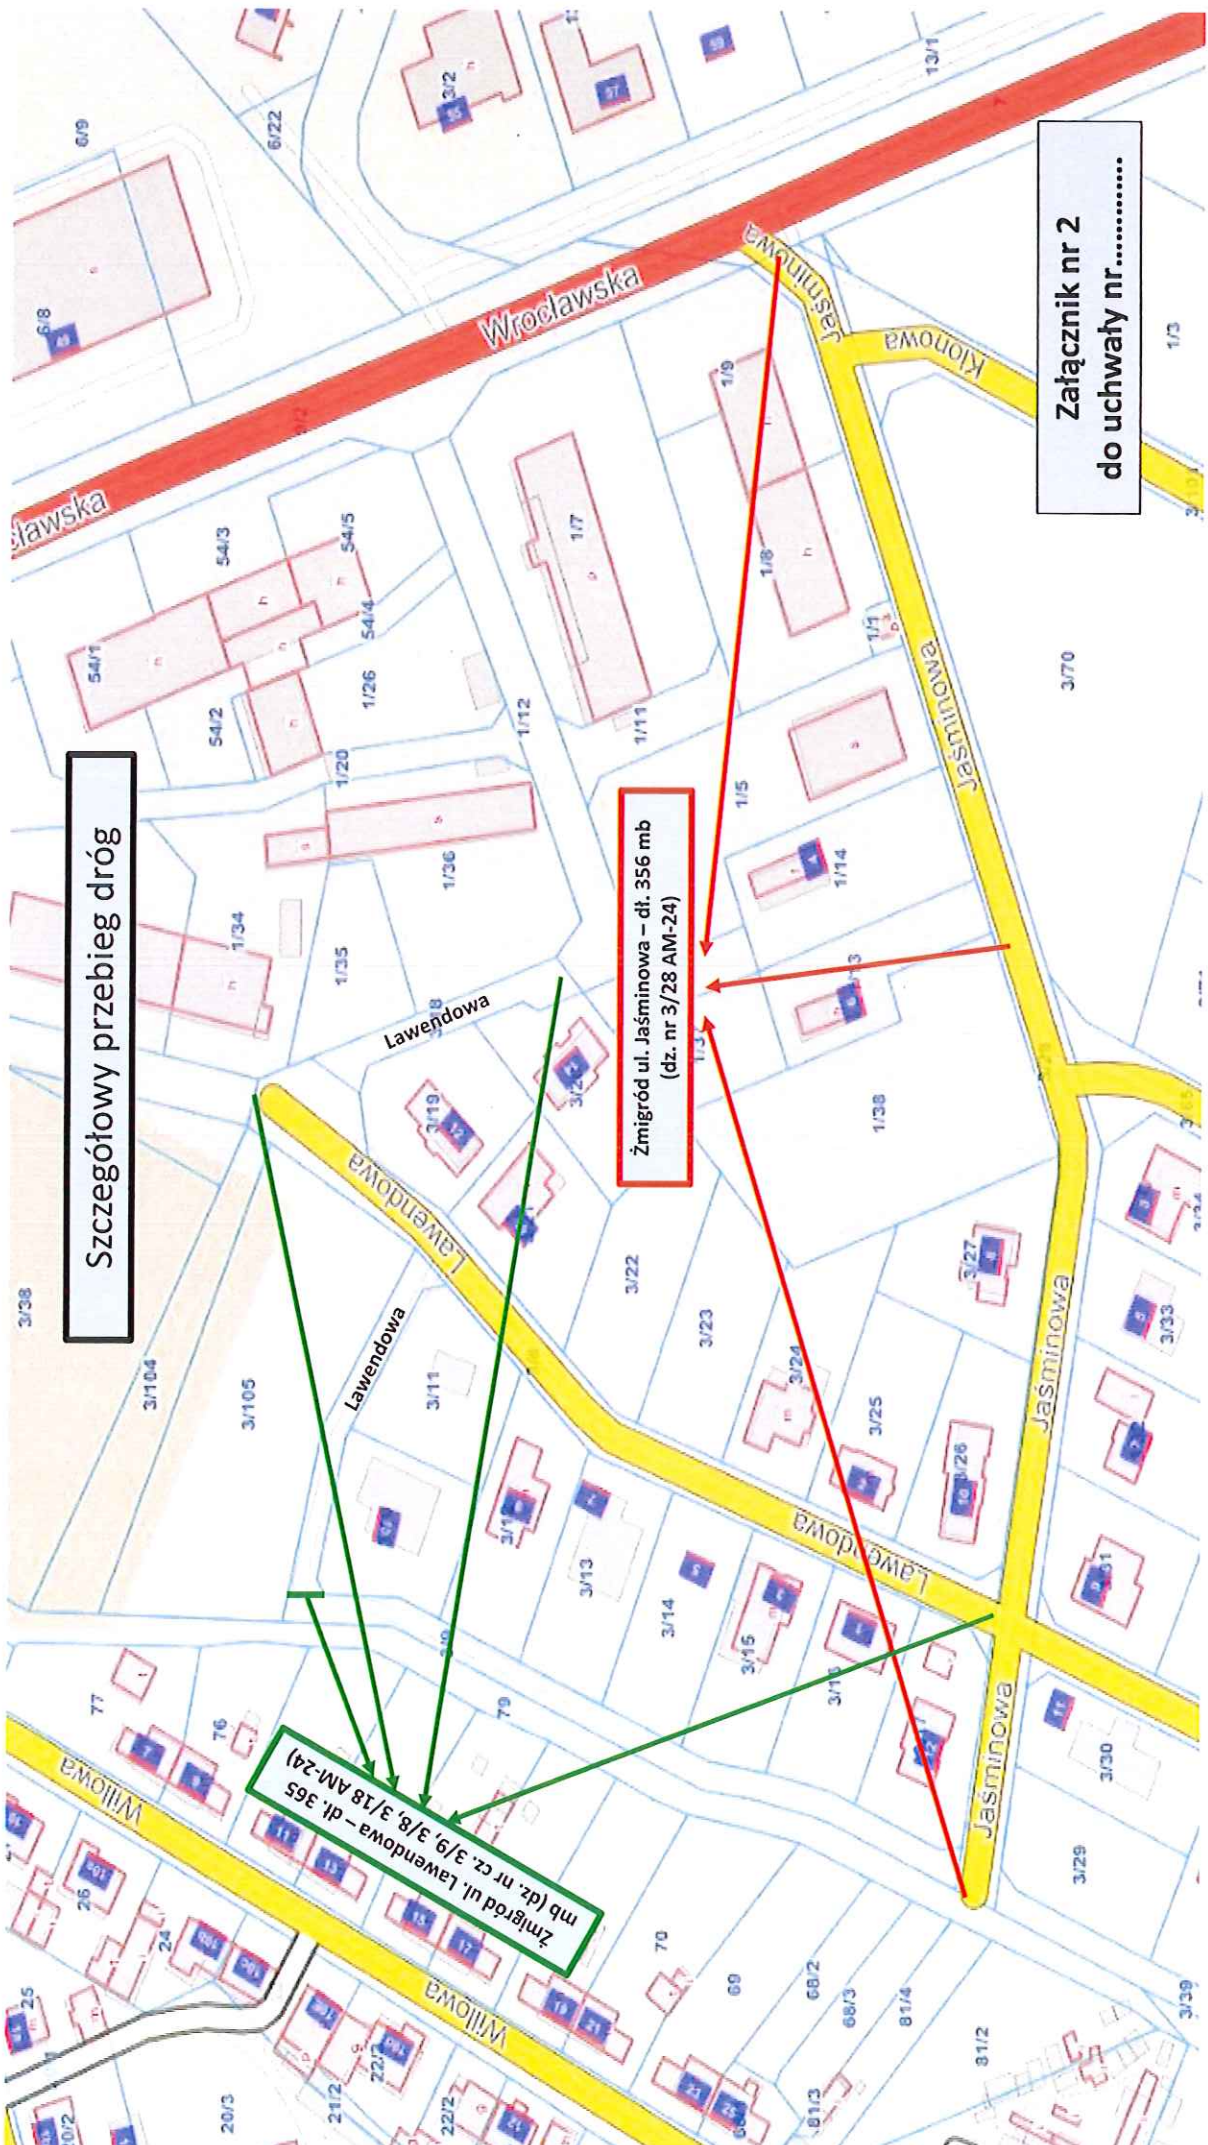 Szczegółowy przebieg dróg
Załącznik nr 2
do uchwały nr.............
Żmigród ul. Jaśminowa – dł. 356 mb
(dz. nr 3/28 AM-24)
Żmigród ul. Lawendowa – dł. 365
mb (dz. nr cz. 3/9, 3/8, 3/18 AM-24)
Wrocławska
cławska
Jaśminowa
Jaśminowa
Jaśminowa
Jaśminowa
Jaśminowa
Klonowa
Lawendowa
Lawendowa
Lawendowa
Lawendowa
Willowa
Willowa
6/9
6/22
6/8
3/2
13/1
54/1
54/2
54/3
54/4
54/5
1/26
1/20
1/12
1/7
1/9
1/8
1/1
1/11
1/5
1/14
1/34
1/35
1/36
1/38
1/3
3/70
3/38
3/104
3/105
3/19
3/11
3/22
3/23
3/24
3/25
3/26
3/27
3/13
3/14
3/15
3/33
3/30
3/29
3/39
77
76
79
70
69
68/2
68/3
81/4
81/2
81/3
26
24
25
20/3
21/2
22/2